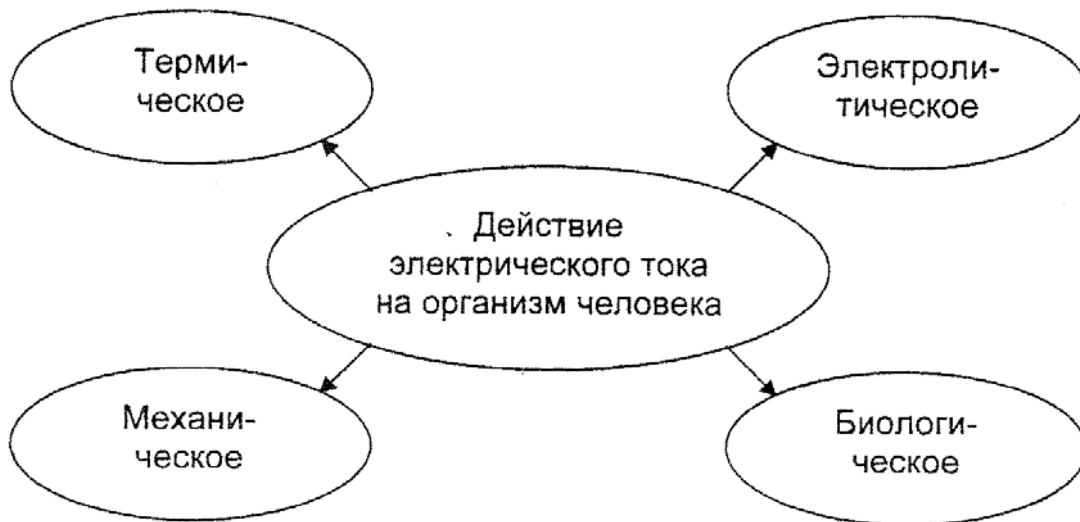 Терми-
ческое
Электроли-
тическое
Действие
электрического тока
на организм человека
Механи-
ческое
Биологи-
ческое